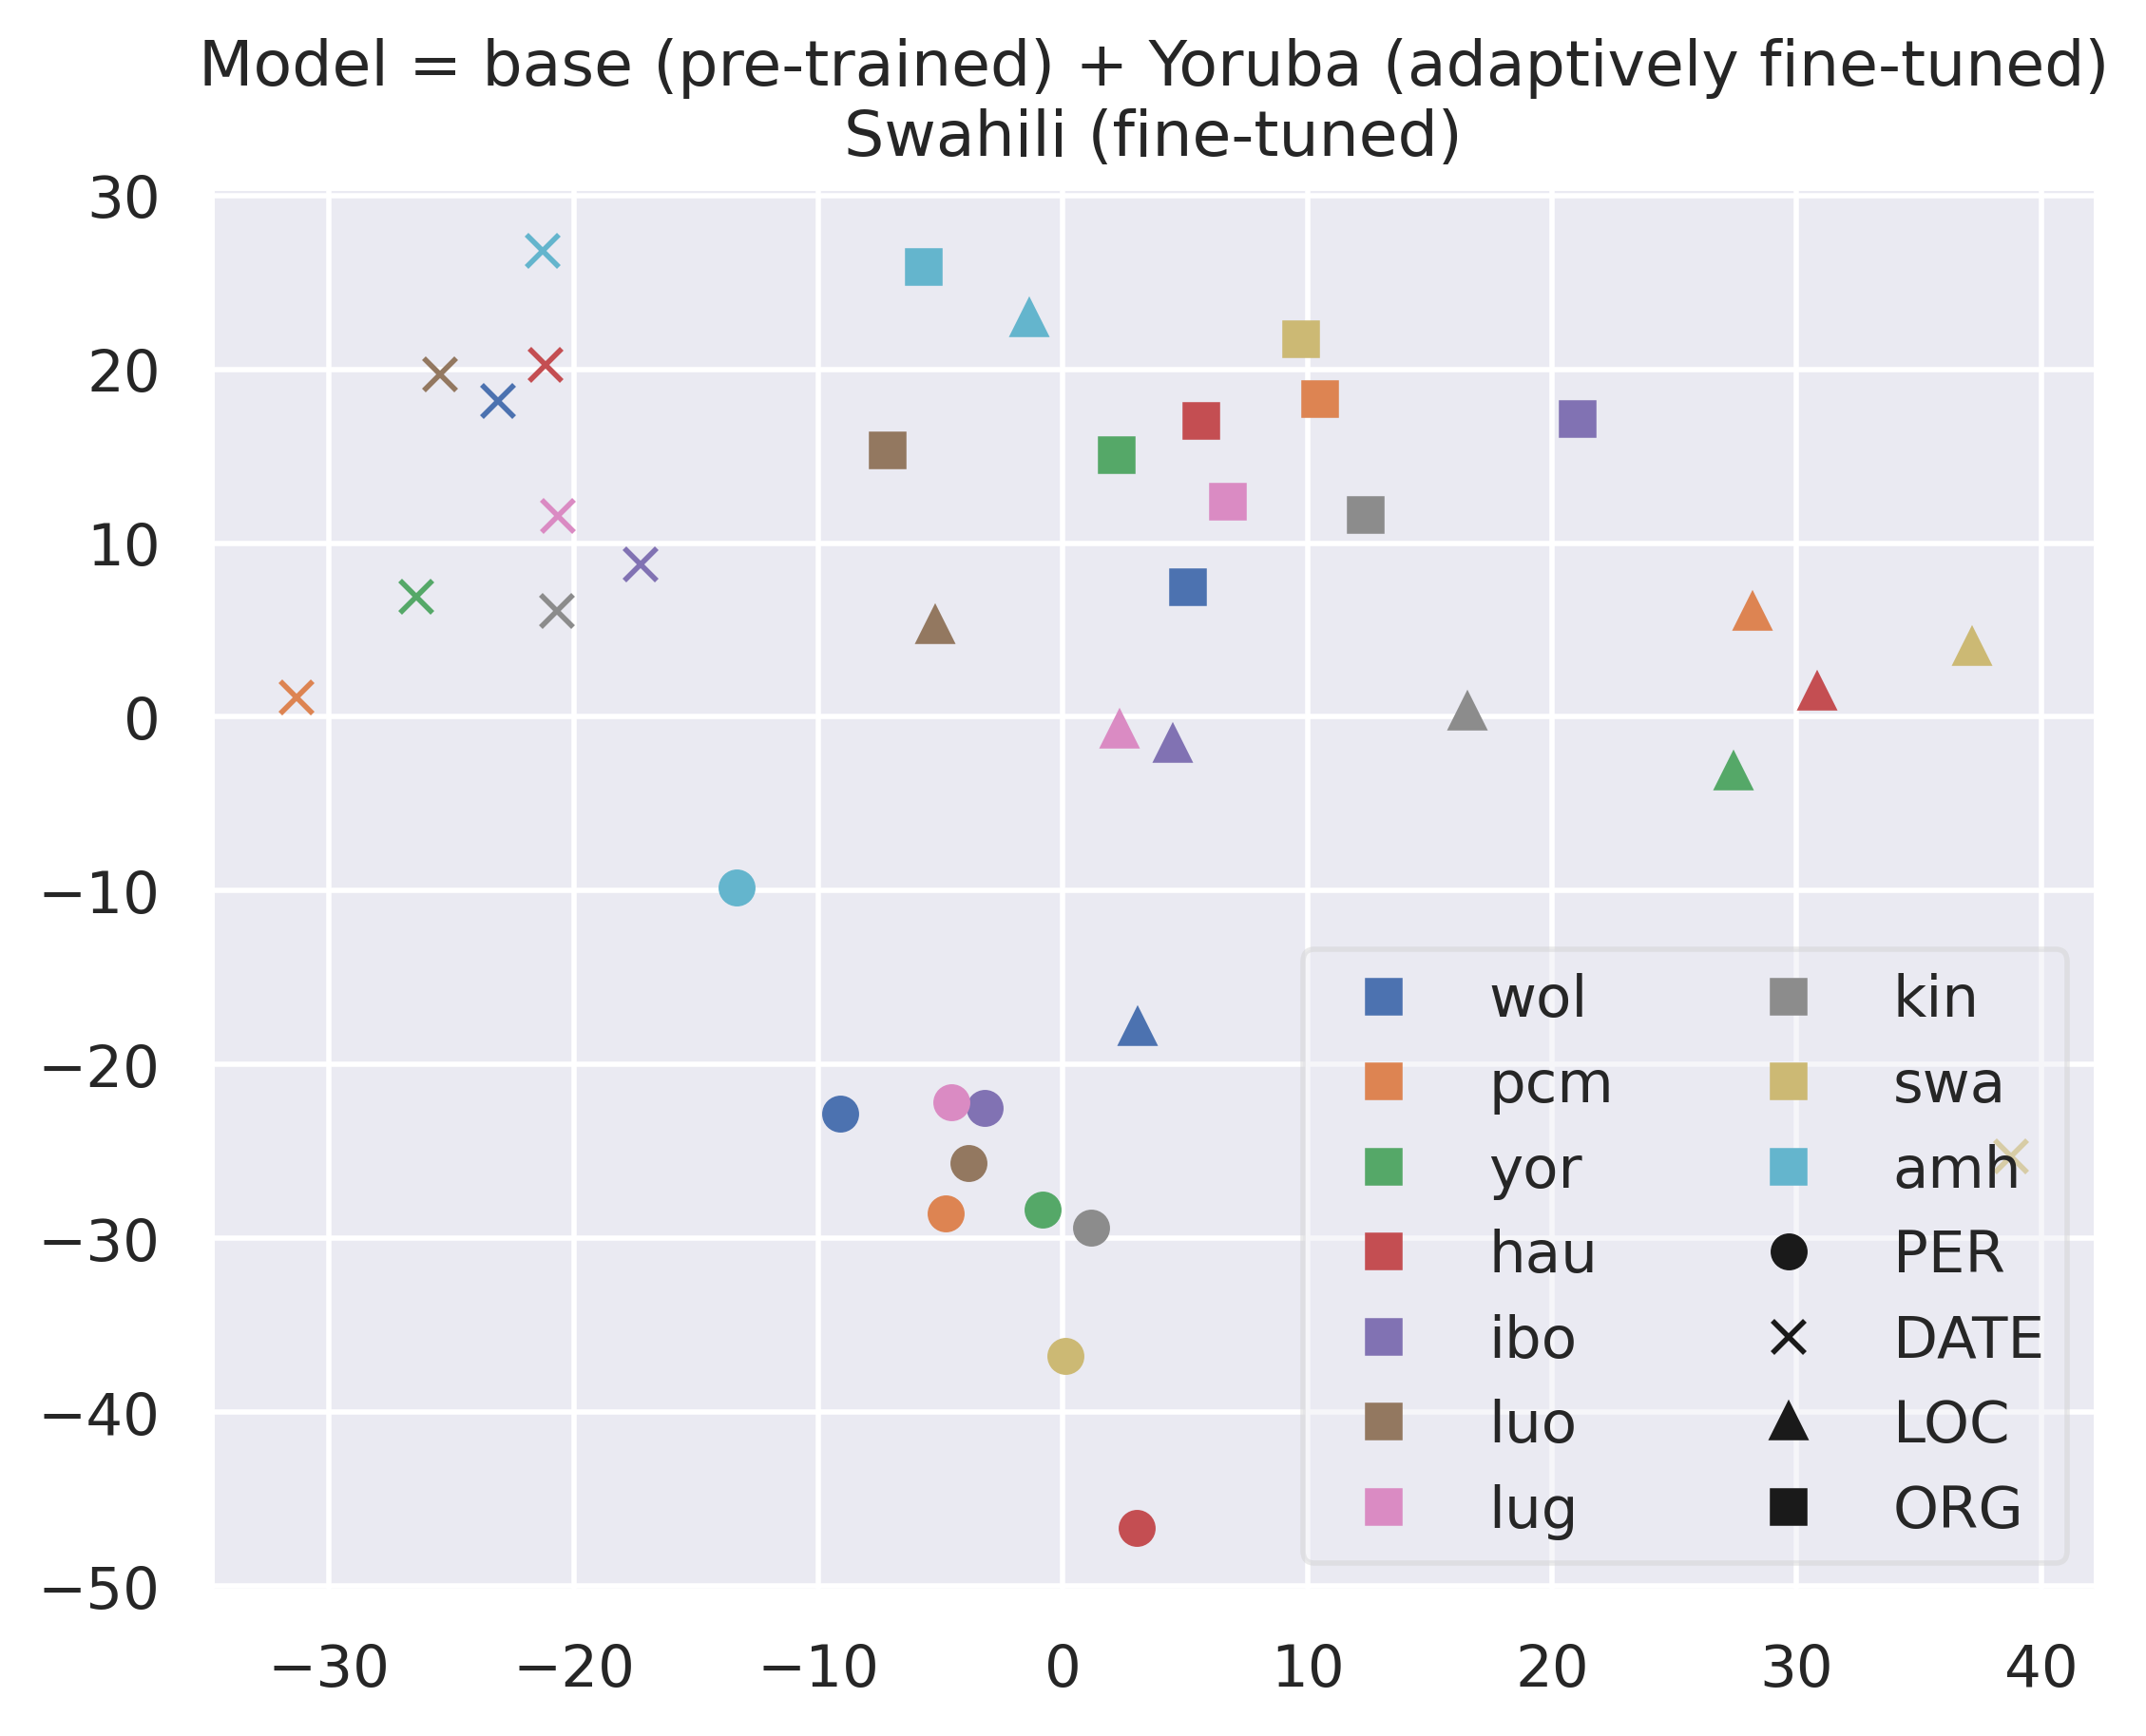 Model = base (pre-trained) + Yoruba (adaptively fine-tuned)
Swahili (fine-tuned)
30
20
10
0
−10
−20
−30
−40
−50
−30
−20
−10
0
10
20
30
40
wol
pcm
yor
hau
ibo
luo
lug
kin
swa
amh
PER
DATE
LOC
ORG